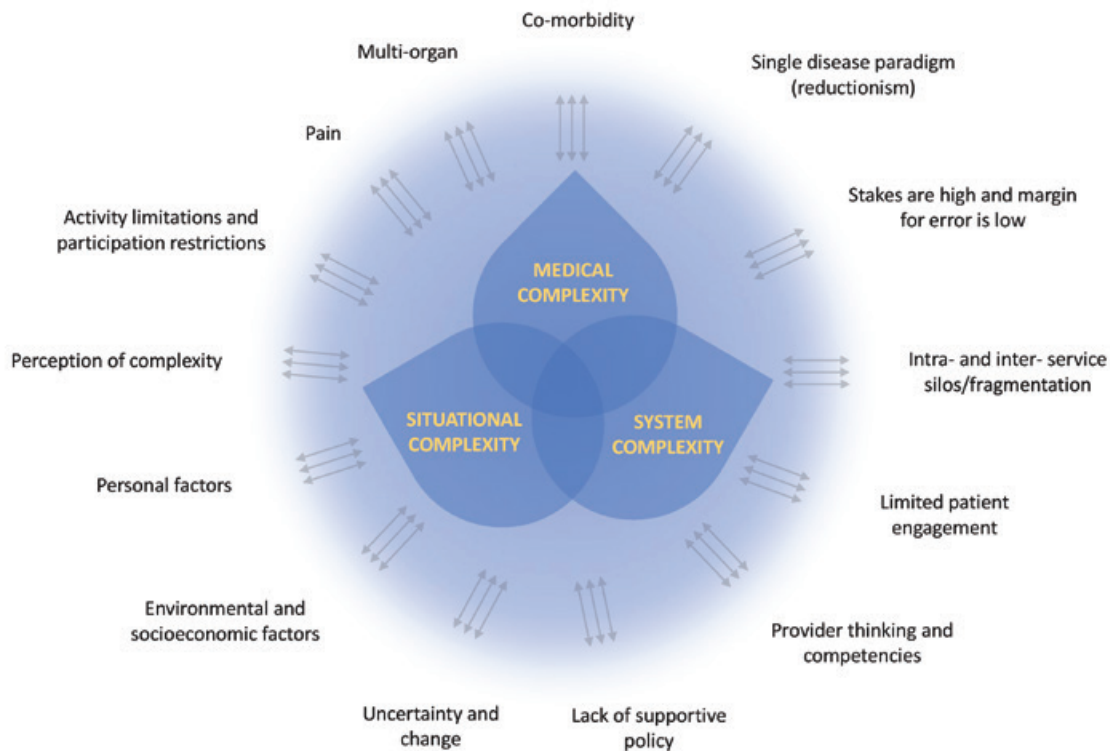 Co-morbidity
Multi-organ
Single disease paradigm
(reductionism)
Pain
Stakes are high and margin
for error is low
Activity limitations and
participation restrictions
MEDICAL
COMPLEXITY
Perception of complexity
Intra- and inter- service
silos/fragmentation
SITUATIONAL
COMPLEXITY
SYSTEM
COMPLEXITY
Personal factors
Limited patient
engagement
Environmental and
socioeconomic factors
Provider thinking and
competencies
Uncertainty and
change
Lack of supportive
policy